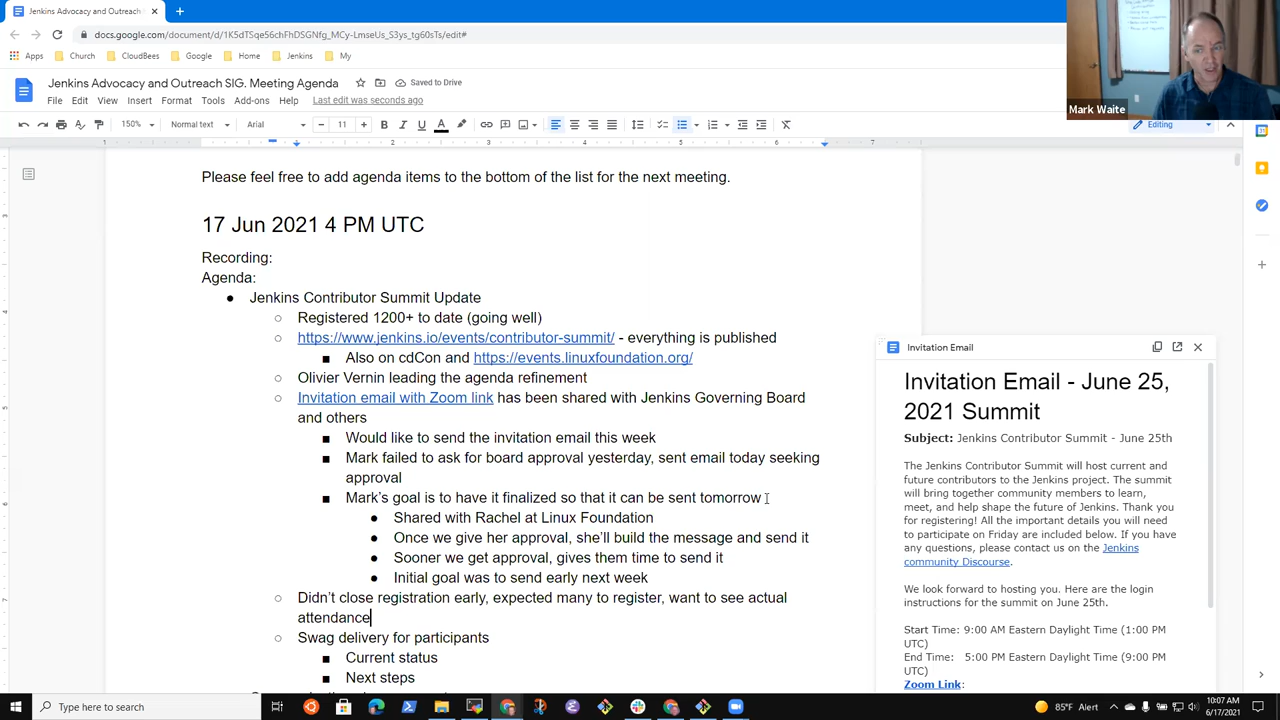 Jenkins Advocacy and Outreach
docs.google.com/document/d/1K5dTSqe56chFhDSGNfg_MCy-LmseUs_S3ys_tg60sTs/edit#
Apps Church CloudBees Google Home Jenkins My
Jenkins Advocacy and Outreach SIG. Meeting Agenda Saved to Drive
File Edit View Insert Format Tools Add-ons Help Last edit was seconds ago
Mark Waite
150% Normal text Arial 11 Editing
1 1 2 3 4 5 6 7
Please feel free to add agenda items to the bottom of the list for the next meeting.
17 Jun 2021 4 PM UTC
Recording:
Agenda:
● Jenkins Contributor Summit Update
○ Registered 1200+ to date (going well)
○ https://www.jenkins.io/events/contributor-summit/ - everything is published
■ Also on cdCon and https://events.linuxfoundation.org/
○ Olivier Vernin leading the agenda refinement
○ Invitation email with Zoom link has been shared with Jenkins Governing Board
and others
■ Would like to send the invitation email this week
■ Mark failed to ask for board approval yesterday, sent email today seeking
approval
■ Mark's goal is to have it finalized so that it can be sent tomorrow
● Shared with Rachel at Linux Foundation
● Once we give her approval, she'll build the message and send it
● Sooner we get approval, gives them time to send it
● Initial goal was to send early next week
○ Didn't close registration early, expected many to register, want to see actual
attendance
○ Swag delivery for participants
■ Current status
■ Next steps
Invitation Email
Invitation Email - June 25,
2021 Summit
Subject: Jenkins Contributor Summit - June 25th
The Jenkins Contributor Summit will host current and
future contributors to the Jenkins project. The summit
will bring together community members to learn,
meet, and help shape the future of Jenkins. Thank you
for registering! All the important details you will need
to participate on Friday are included below. If you have
any questions, please contact us on the Jenkins
community Discourse.
We look forward to hosting you. Here are the login
instructions for the summit on June 25th.
Start Time: 9:00 AM Eastern Daylight Time (1:00 PM
UTC)
End Time: 5:00 PM Eastern Daylight Time (9:00 PM
UTC)
Zoom Link:
Type here to search
85°F Alert
10:07 AM
6/17/2021